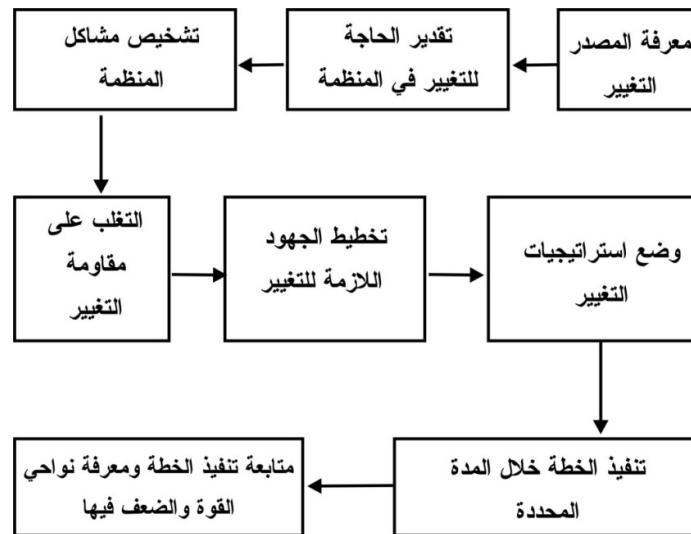 معرفة المصدر
التغيير
تقدير الحاجة
للتغيير في المنظمة
تشخيص مشاكل
المنظمة
التغلب على
مقاومة
التغيير
تخطيط الجهود
اللازمة للتغيير
وضع استراتيجيات
التغيير
تنفيذ الخطة خلال المدة
المحددة
متابعة تنفيذ الخطة ومعرفة نواحي
القوة والضعف فيها